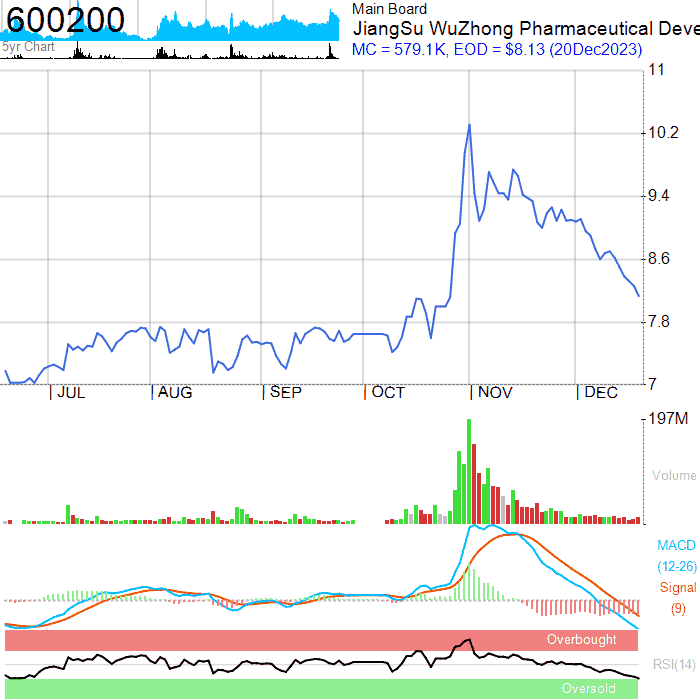 600200
5yr Chart
Main Board
JiangSu WuZhong Pharmaceutical Deve
MC = 579.1K, EOD = $8.13 (20Dec2023)
11
10.2
9.4
8.6
7.8
7
JUL
AUG
SEP
OCT
NOV
DEC
197M
Volume
MACD
(12-26)
Signal
(9)
Overbought
RSI(14)
Oversold